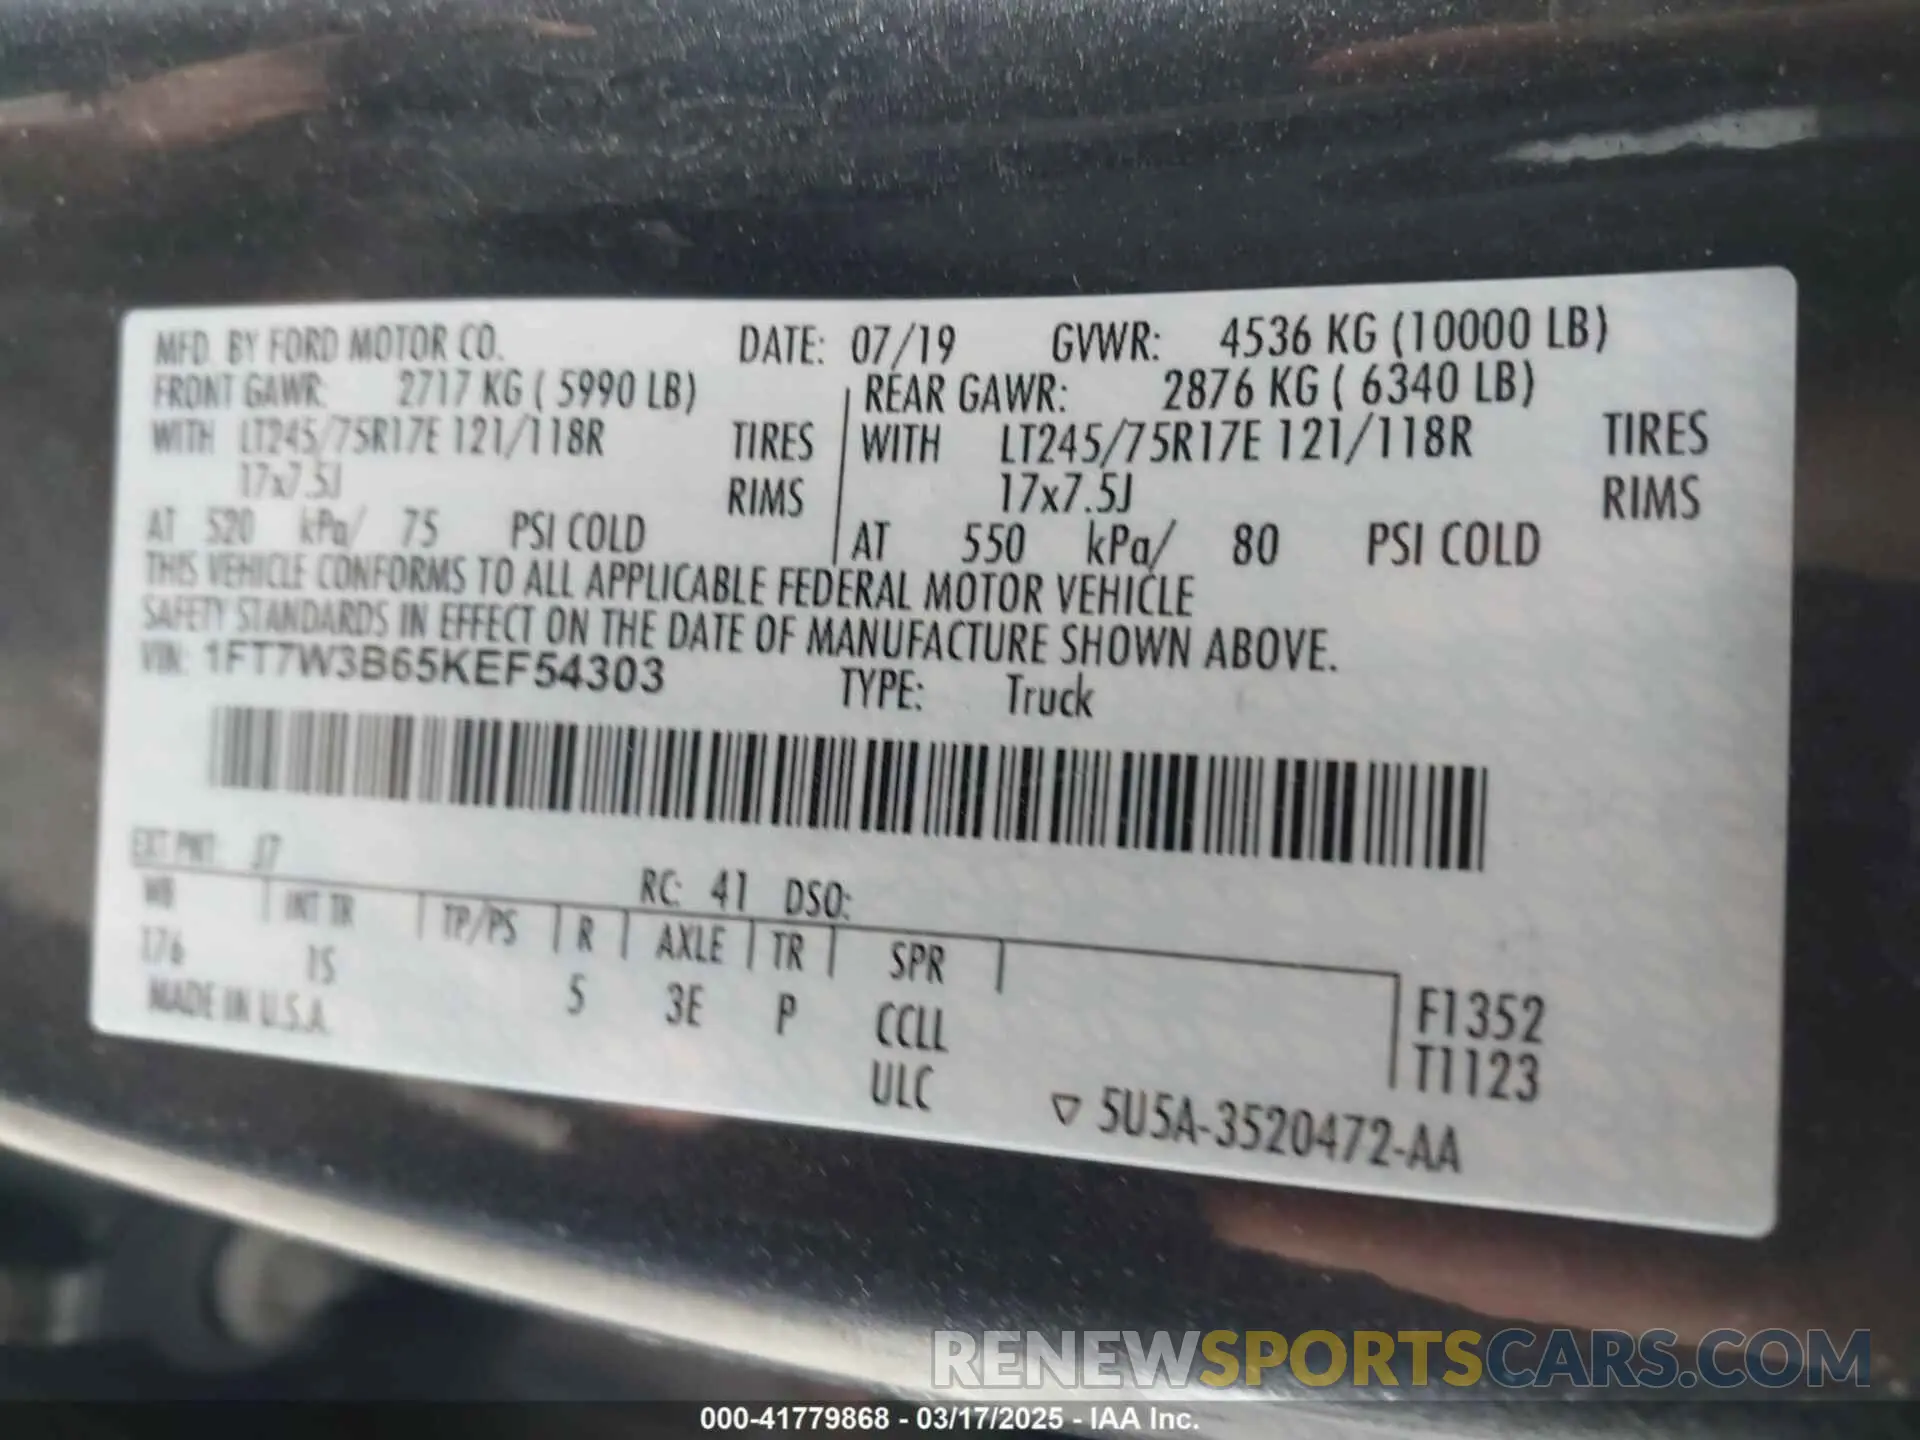 MFD. BY FORD MOTOR CO. DATE: 07/19 GVWR: 4536 KG (10000 LB)
FRONT GAWR: 2717 KG ( 5990 LB) REAR GAWR: 2876 KG ( 6340 LB)
WITH LT245/75R17E 121/118R TIRES WITH LT245/75R17E 121/118R TIRES
17x7.5J RIMS 17x7.5J RIMS
AT 520 kPa/ 75 PSI COLD AT 550 kPa/ 80 PSI COLD
THIS VEHICLE CONFORMS TO ALL APPLICABLE FEDERAL MOTOR VEHICLE
SAFETY STANDARDS IN EFFECT ON THE DATE OF MANUFACTURE SHOWN ABOVE.
VIN: 1FT7W3B65KEF54303 TYPE: Truck
EXT PNT: J7 RC: 41 DSO:
WB INT TR TP/PS R AXLE TR SPR
176 1S 5 3E P CCLL F1352
MADE IN U.S.A. ULC T1123
▽ 5U5A-3520472-AA
RENEWSPORTSCARS.COM
000-41779868 - 03/17/2025 - IAA Inc.